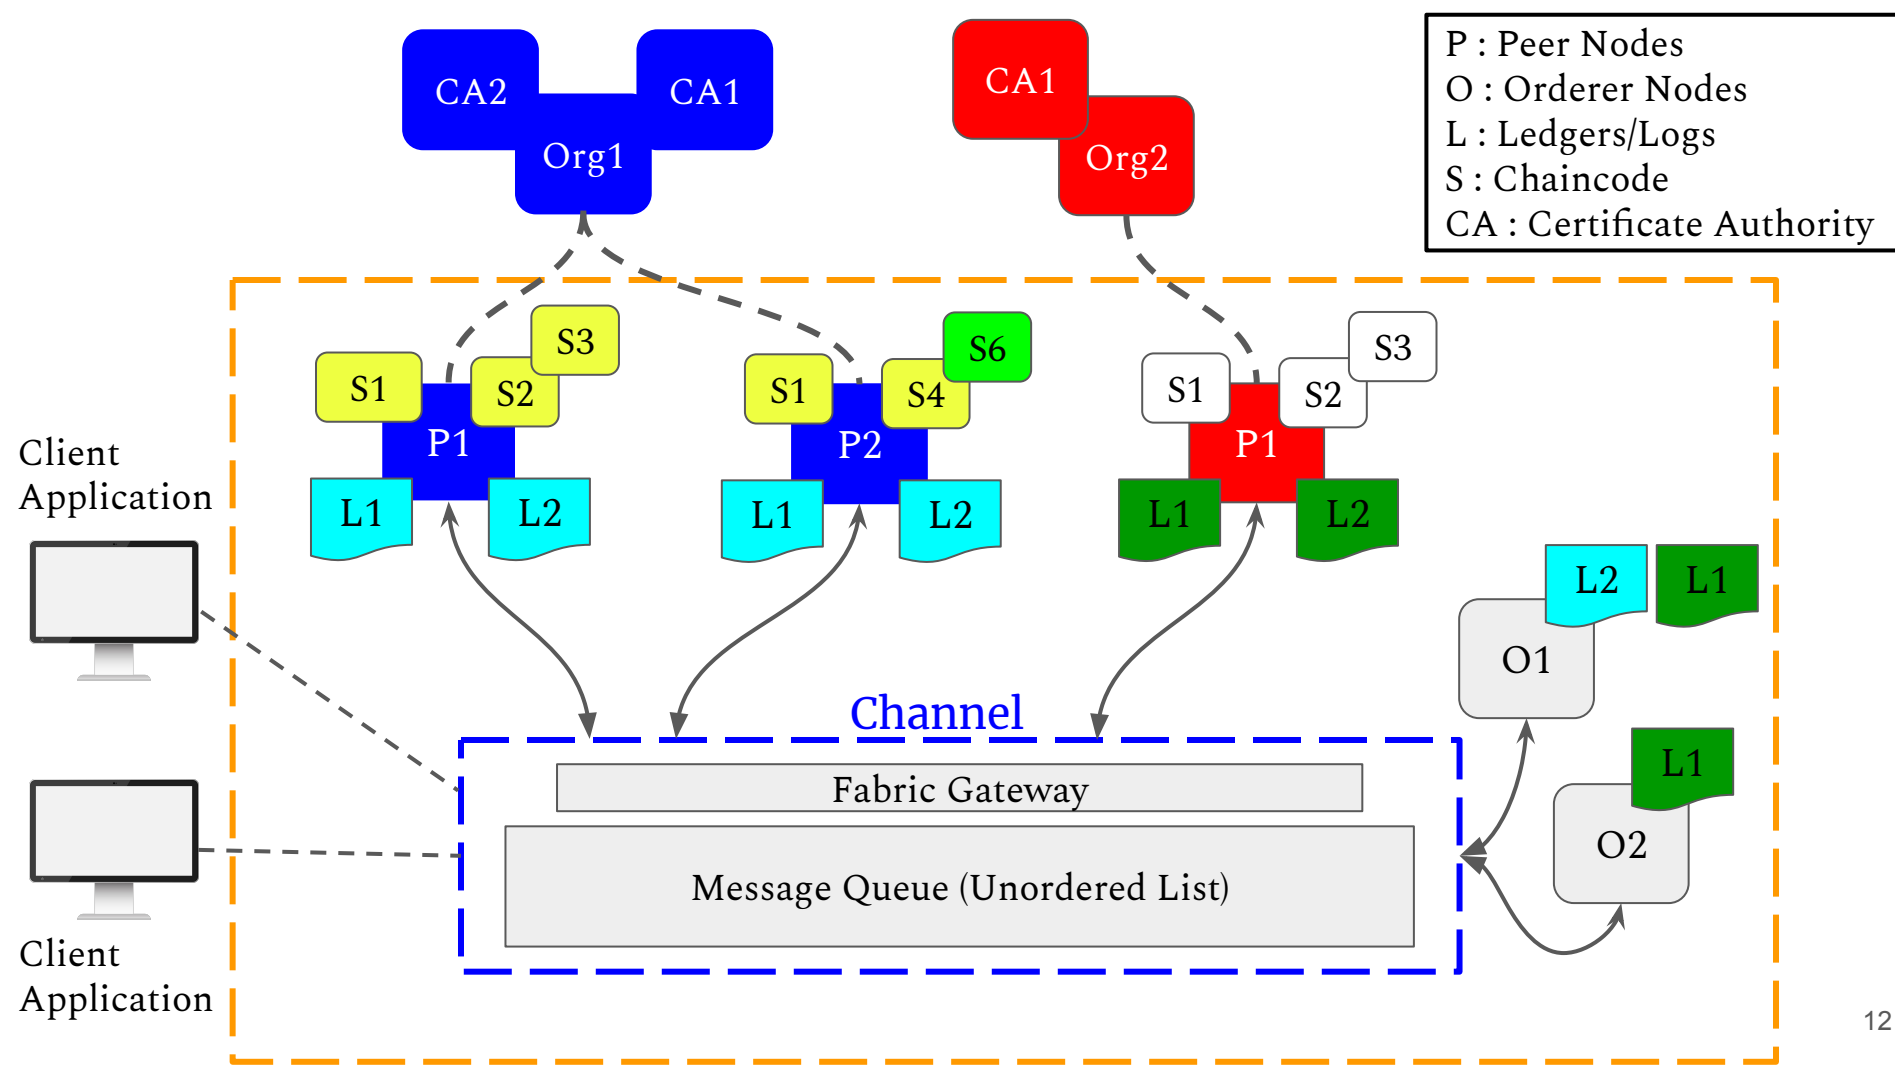 CA2
CA1
Org1
CA1
Org2
P : Peer Nodes
O : Orderer Nodes
L : Ledgers/Logs
S : Chaincode
CA : Certificate Authority
S1
S2
S3
P1
L1
L2
S1
S4
S6
P2
L1
L2
S1
S2
S3
P1
L1
L2
Client
Application
L2
L1
O1
L1
O2
Channel
Fabric Gateway
Message Queue (Unordered List)
Client
Application
12